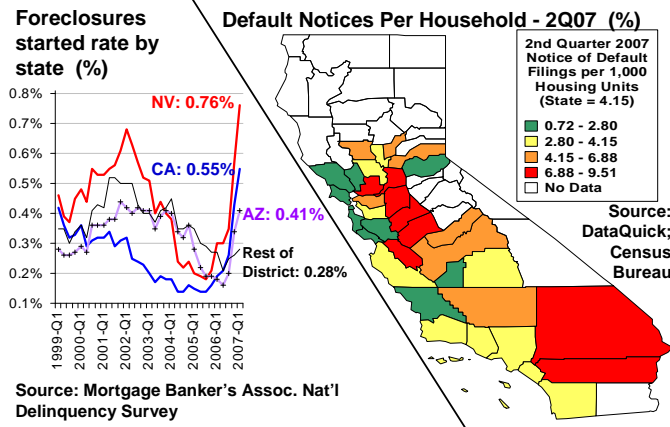 Foreclosures
started rate by
state (%)
0.8%
0.7%
0.6%
0.5%
0.4%
0.3%
0.2%
0.1%
NV: 0.76%
CA: 0.55%
AZ: 0.41%
Rest of
District: 0.28%
1999-Q1
2000-Q1
2001-Q1
2002-Q1
2003-Q1
2004-Q1
2005-Q1
2006-Q1
2007-Q1
Source: Mortgage Banker's Assoc. Nat'l
Delinquency Survey
Default Notices Per Household - 2Q07 (%)
2nd Quarter 2007
Notice of Default
Filings per 1,000
Housing Units
(State = 4.15)
0.72 - 2.80
2.80 - 4.15
4.15 - 6.88
6.88 - 9.51
No Data
Source:
DataQuick;
Census
Bureau